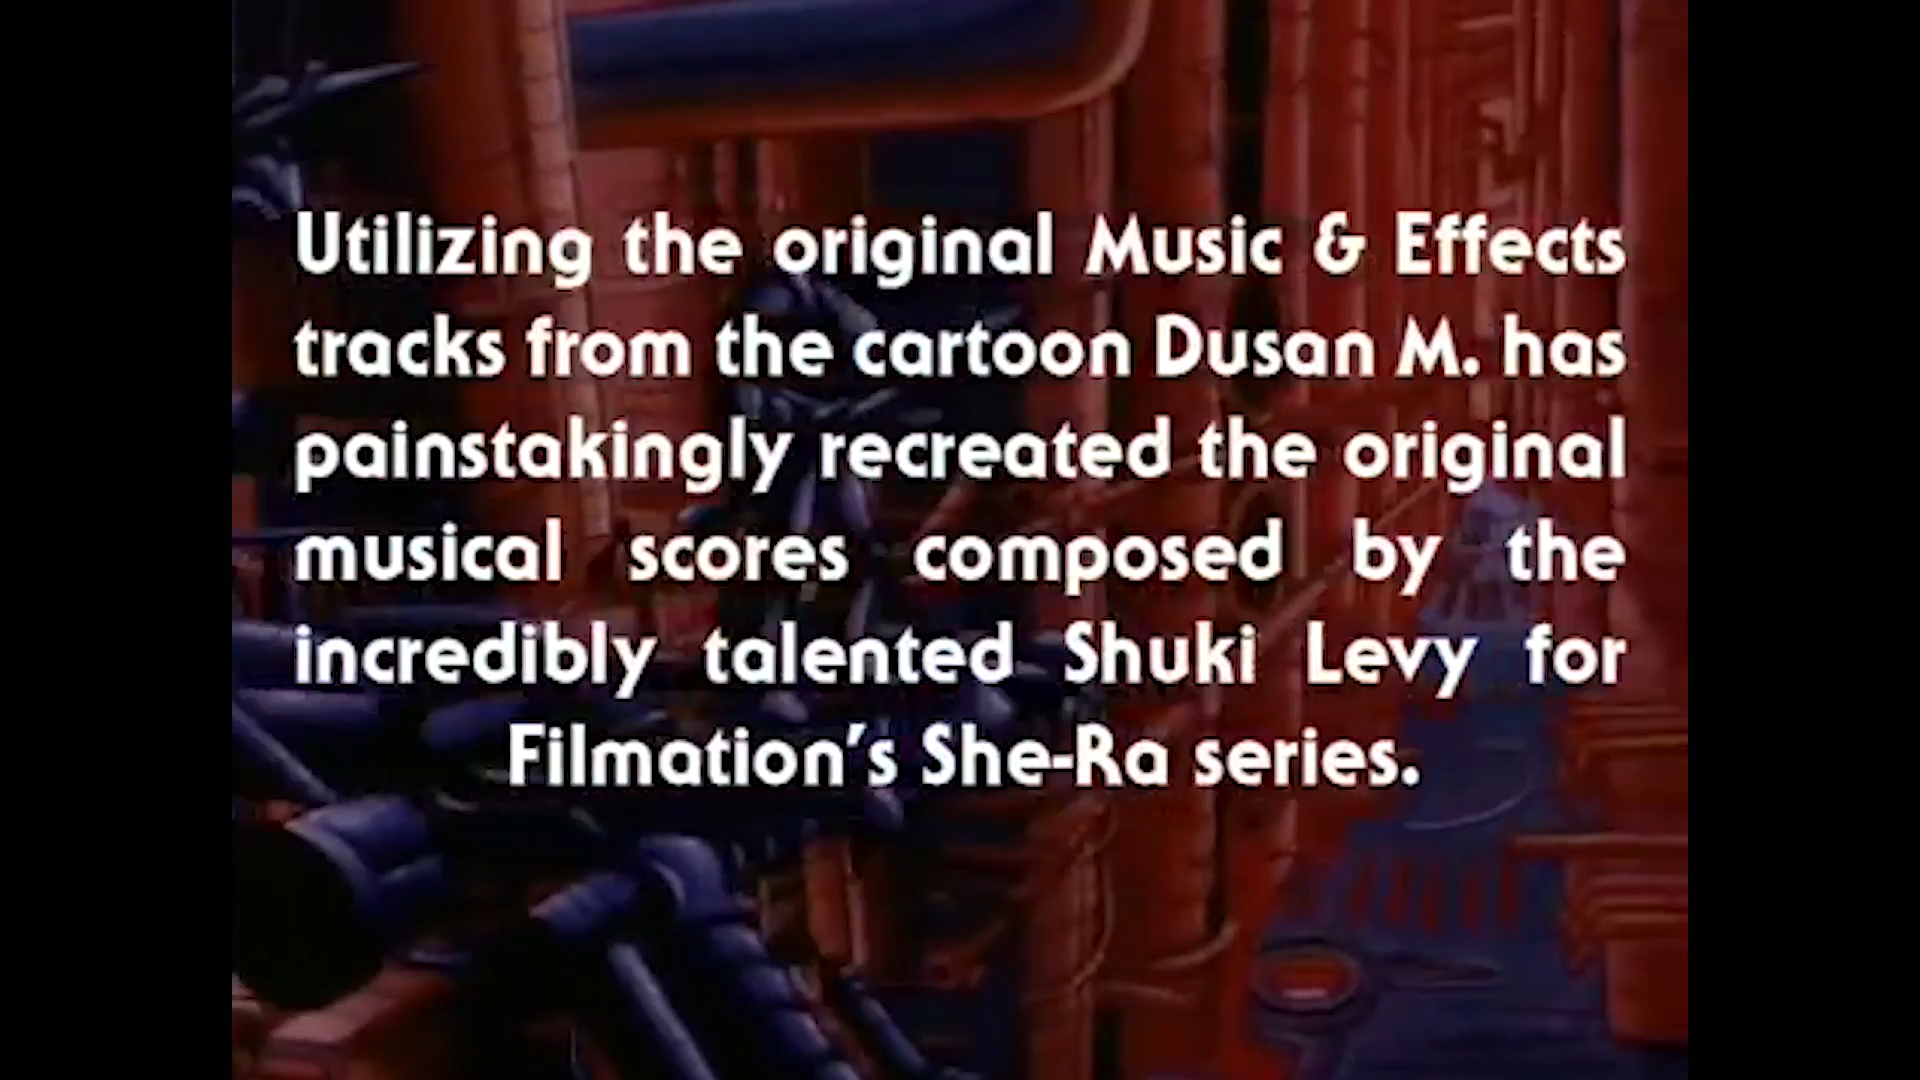 Utilizing the original Music & Effects
tracks from the cartoon Dusan M. has
painstakingly recreated the original
musical scores composed by the
incredibly talented Shuki Levy for
Filmation's She-Ra series.